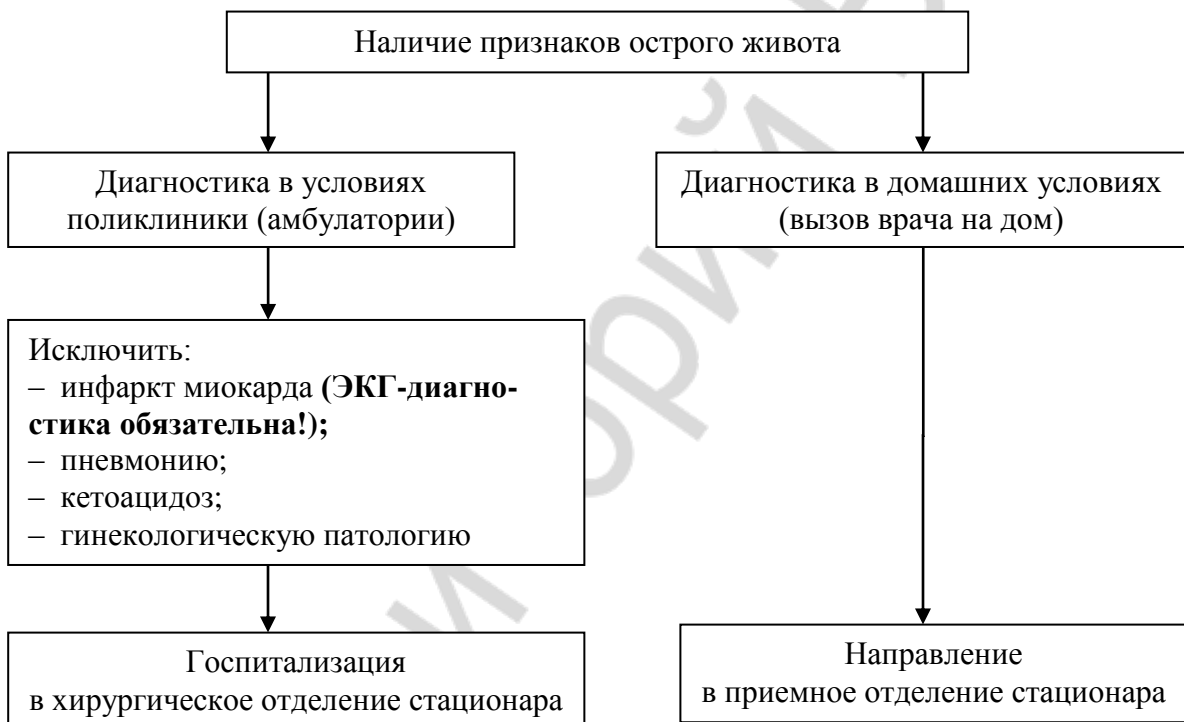 Наличие признаков острого живота
Диагностика в условиях
поликлиники (амбулатории)
Диагностика в домашних условиях
(вызов врача на дом)
Исключить:
– инфаркт миокарда (ЭКГ-диагно-
стика обязательна!);
– пневмонию;
– кетоацидоз;
– гинекологическую патологию
Госпитализация
в хирургическое отделение стационара
Направление
в приемное отделение стационара